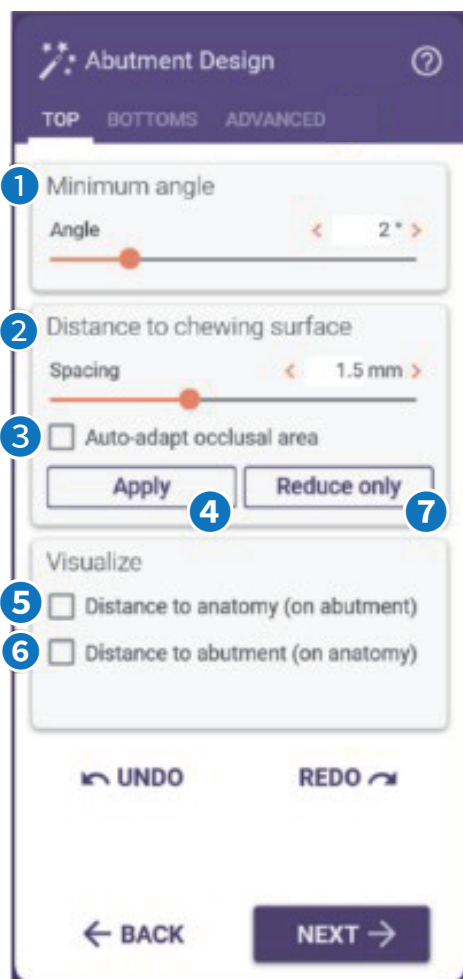 Abutment Design ?
TOP BOTTOMS ADVANCED
1 Minimum angle
Angle < 2 ° >
2 Distance to chewing surface
Spacing < 1.5 mm >
3 Auto-adapt occlusal area
Apply Reduce only
4 7
Visualize
5 Distance to anatomy (on abutment)
6 Distance to abutment (on anatomy)
UNDO REDO
BACK NEXT